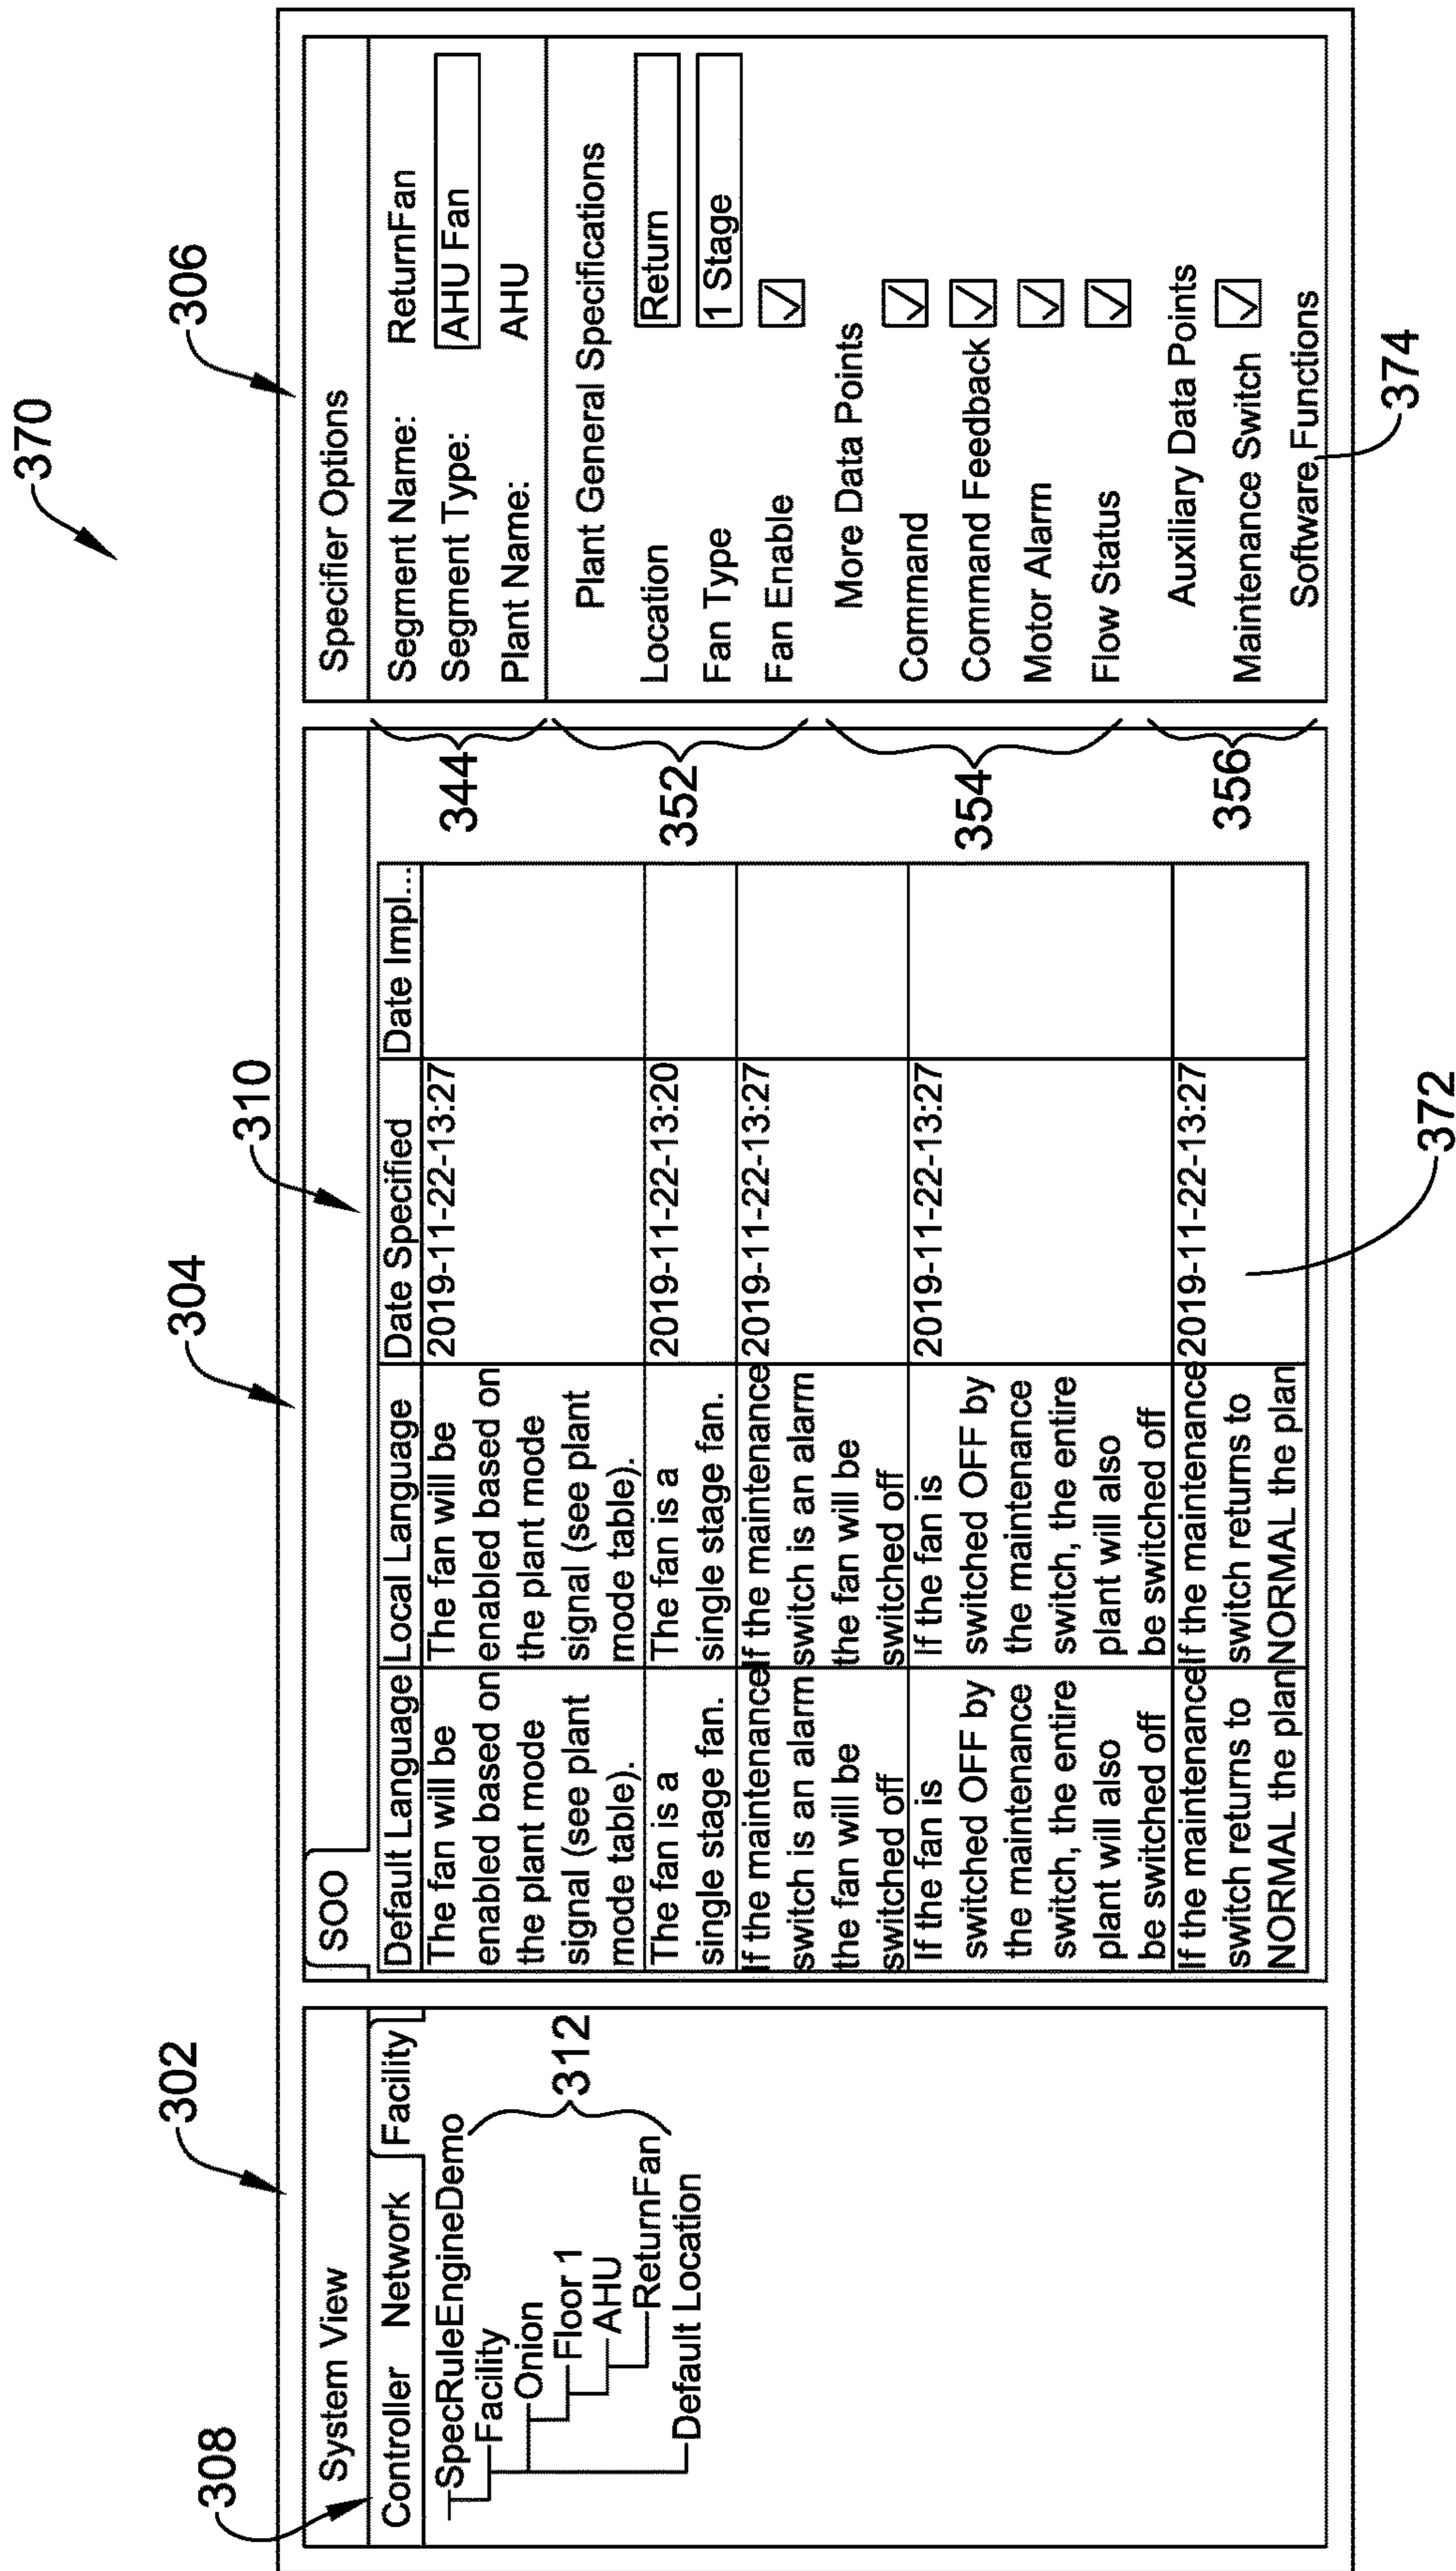 370
302
304
306
308
310
System View
Controller Network Facility
SpecRuleEngineDemo
Facility
Onion
Floor 1
AHU
ReturnFan
Default Location
312
SOO
Default Language Local Language Date Specified Date Impl...
The fan will be
enabled based on
the plant mode
signal (see plant
mode table).
The fan will be
enabled based on
the plant mode
signal (see plant
mode table).
2019-11-22-13:27
The fan is a
single stage fan.
The fan is a
single stage fan.
2019-11-22-13:20
If the maintenance
switch is an alarm
the fan will be
switched off
If the maintenance
switch is an alarm
the fan will be
switched off
2019-11-22-13:27
If the fan is
switched OFF by
the maintenance
switch, the entire
plant will also
be switched off
If the fan is
switched OFF by
the maintenance
switch, the entire
plant will also
be switched off
2019-11-22-13:27
If the maintenance
switch returns to
NORMAL the plan
If the maintenance
switch returns to
NORMAL the plan
2019-11-22-13:27
372
344
352
354
356
Specifier Options
Segment Name: ReturnFan
Segment Type: AHU Fan
Plant Name: AHU
Plant General Specifications
Location Return
Fan Type 1 Stage
Fan Enable
More Data Points
Command
Command Feedback
Motor Alarm
Flow Status
Auxiliary Data Points
Maintenance Switch
Software Functions
374